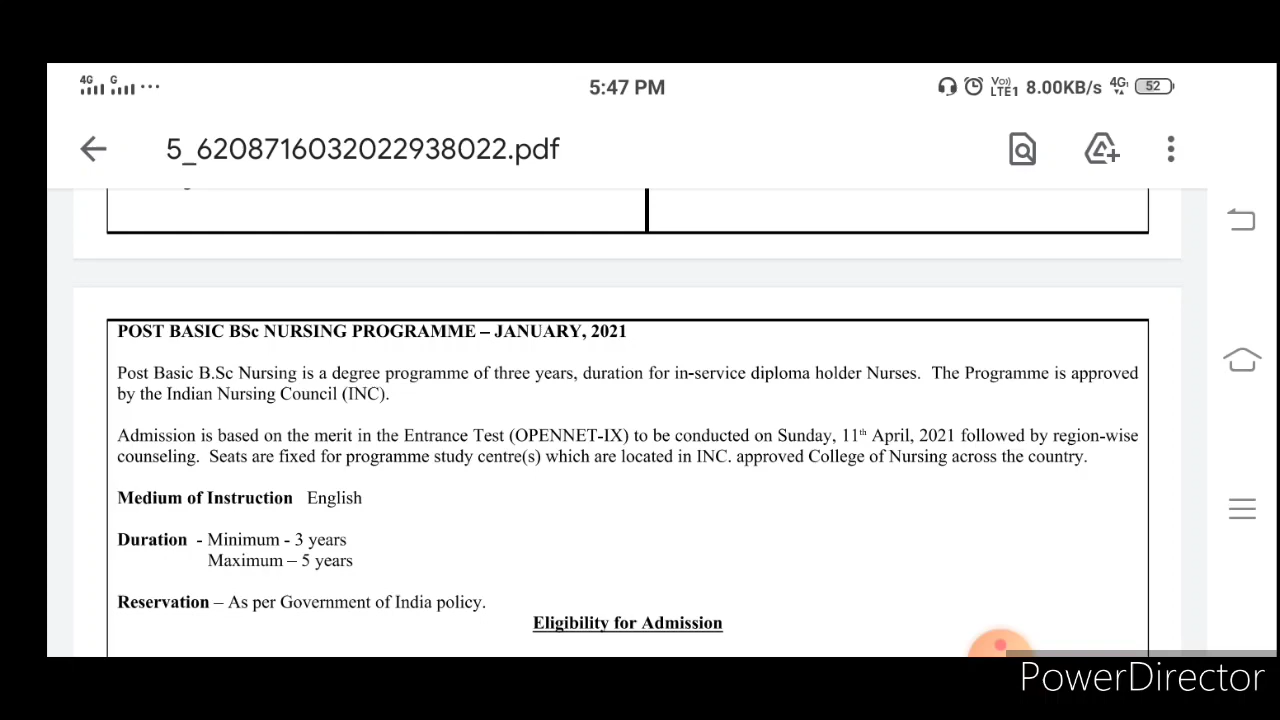 4G G ... 5:47 PM VoLTE1 8.00KB/s 4G 52
5_6208716032022938022.pdf
POST BASIC BSc NURSING PROGRAMME – JANUARY, 2021
Post Basic B.Sc Nursing is a degree programme of three years, duration for in-service diploma holder Nurses. The Programme is approved
by the Indian Nursing Council (INC).
Admission is based on the merit in the Entrance Test (OPENNET-IX) to be conducted on Sunday, 11th April, 2021 followed by region-wise
counseling. Seats are fixed for programme study centre(s) which are located in INC. approved College of Nursing across the country.
Medium of Instruction English
Duration - Minimum - 3 years
Maximum – 5 years
Reservation – As per Government of India policy.
Eligibility for Admission
PowerDirector